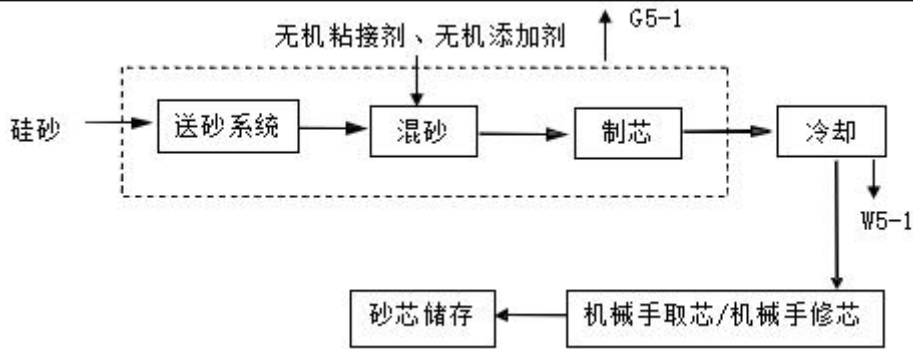 无机粘接剂、无机添加剂
G5-1
硅砂
送砂系统
混砂
制芯
冷却
W5-1
砂芯储存
机械手取芯/机械手修芯